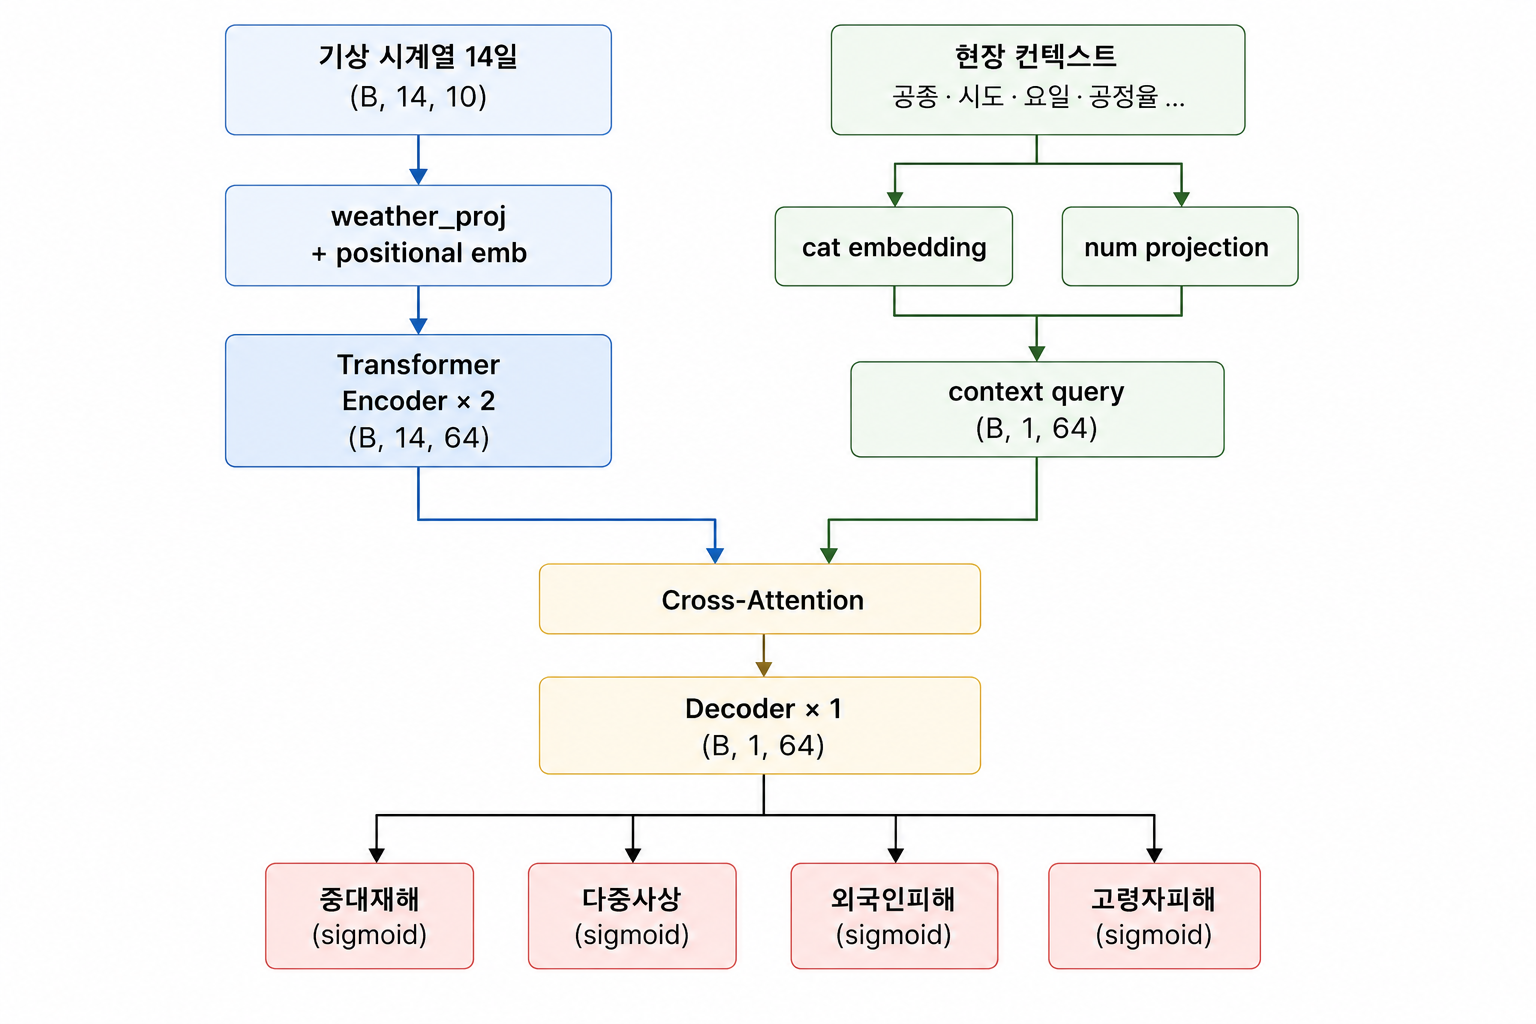 기상 시계열 14일
(B, 14, 10)
현장 컨텍스트
공종 · 시도 · 요일 · 공정율 ...
weather_proj
+ positional emb
cat embedding
num projection
Transformer
Encoder × 2
(B, 14, 64)
context query
(B, 1, 64)
Cross-Attention
Decoder × 1
(B, 1, 64)
중대재해
(sigmoid)
다중사상
(sigmoid)
외국인피해
(sigmoid)
고령자피해
(sigmoid)